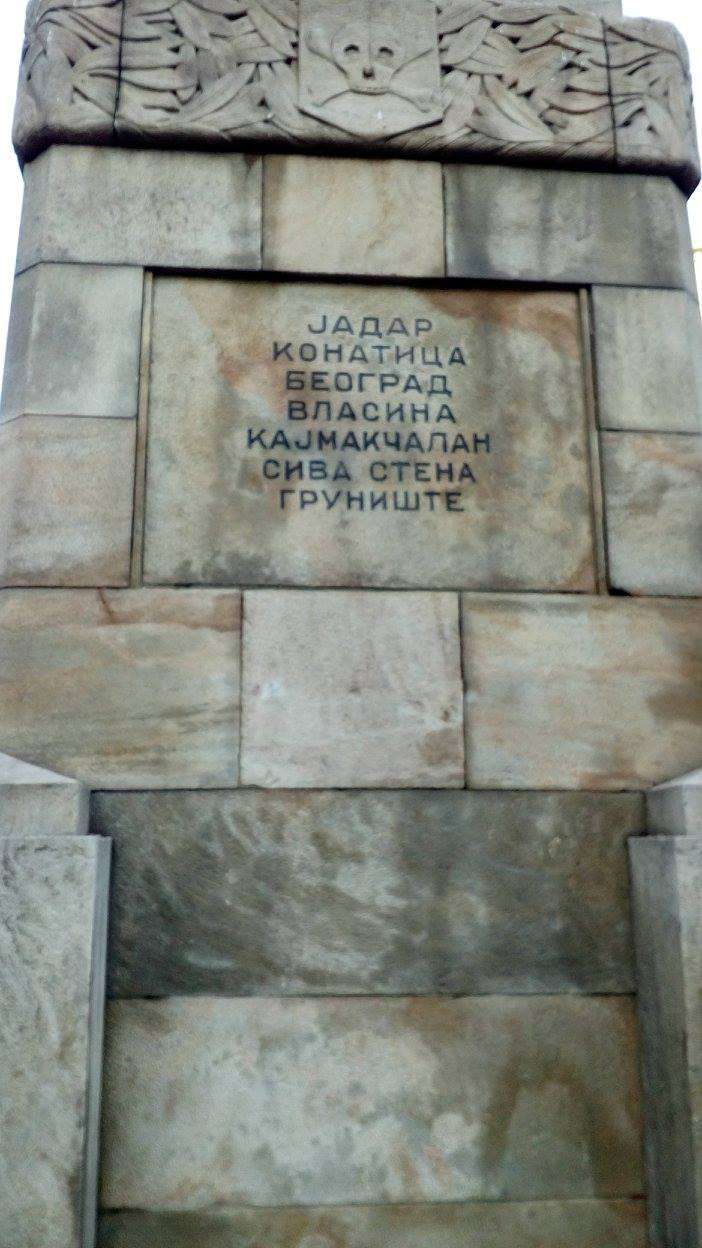 ЈАДАР
КОНАТИЦА
БЕОГРАД
ВЛАСИНА
КАЈМАКЧАЛАН
СИВА СТЕНА
ГРУНИШТЕ